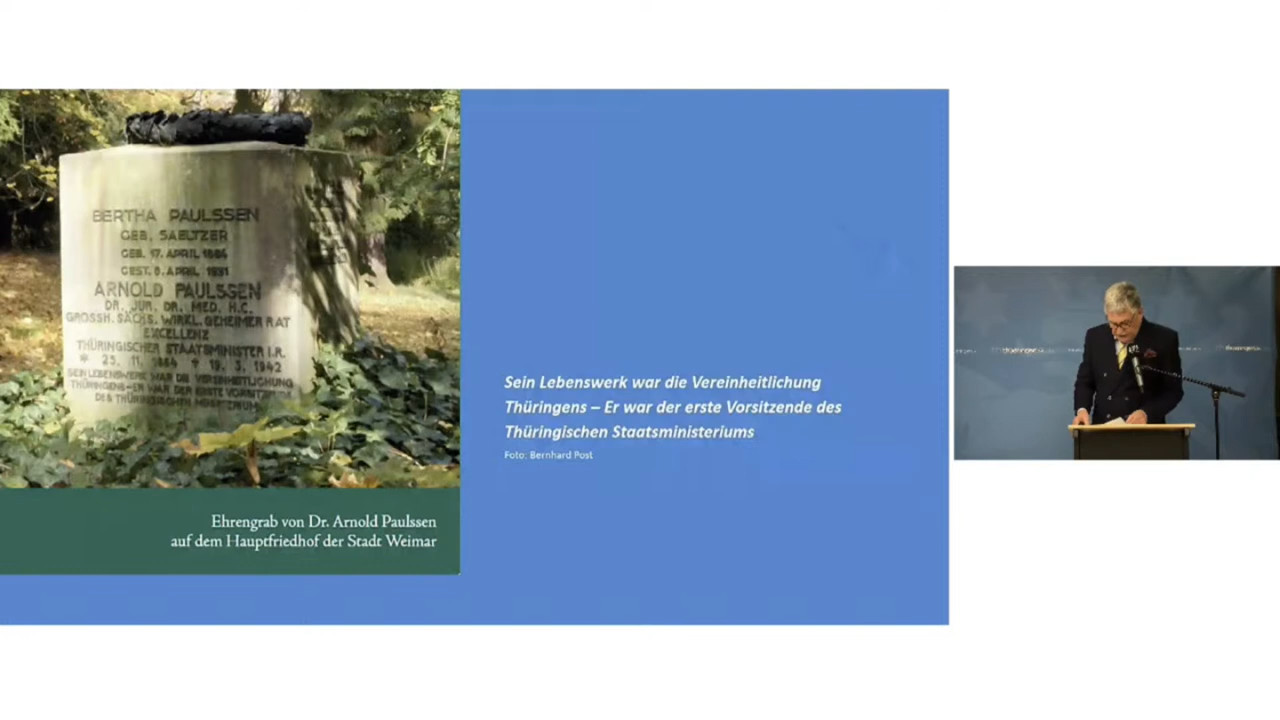 BERTHA PAULSSEN
GEB. SAELTZER
GEB. 17. APRIL
GEST. 8. APRIL 1931
ARNOLD PAULSSEN
DR. JUR. DR. MED. H.C.
GROSSH. SÄCHS. WIRKL. GEHEIMER RAT
EXCELLENZ
THÜRINGISCHER STAATSMINISTER I.R.
* 25. 11. 1864 † 19. 3. 1942
SEIN LEBENSWERK WAR DIE VEREINHEITLICHUNG
THÜRINGENS – ER WAR DER ERSTE VORSITZENDE
DES THÜRINGISCHEN
Ehrengrab von Dr. Arnold Paulssen
auf dem Hauptfriedhof der Stadt Weimar
Sein Lebenswerk war die Vereinheitlichung
Thüringens – Er war der erste Vorsitzende des
Thüringischen Staatsministeriums
Foto: Bernhard Post